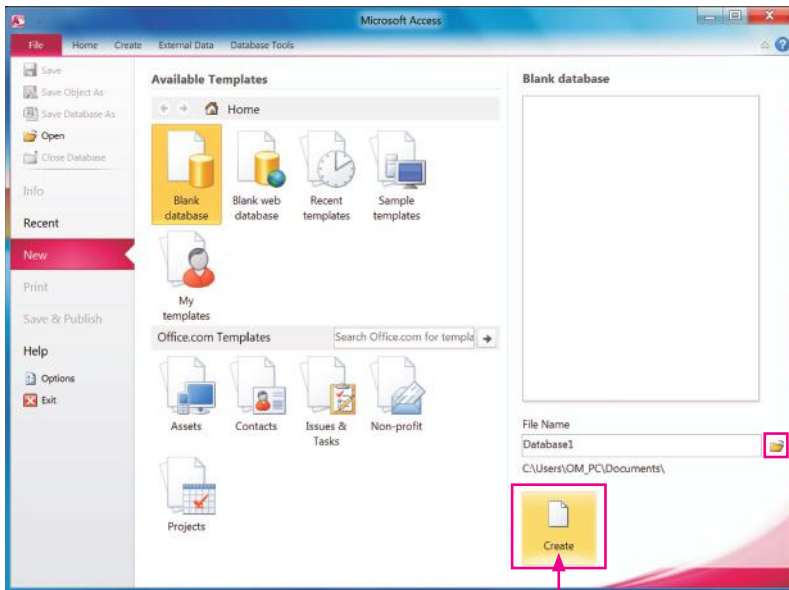 Microsoft Access
File Home Create External Data Database Tools
Save
Save Object As
Save Database As
Open
Close Database
Info
Recent
New
Print
Save & Publish
Help
Options
Exit
Available Templates
Home
Blank database
Blank web database
Recent templates
Sample templates
My templates
Office.com Templates
Search Office.com for templa
Assets
Contacts
Issues & Tasks
Non-profit
Projects
Blank database
File Name
Database1
C:\Users\OM_PC\Documents\
Create